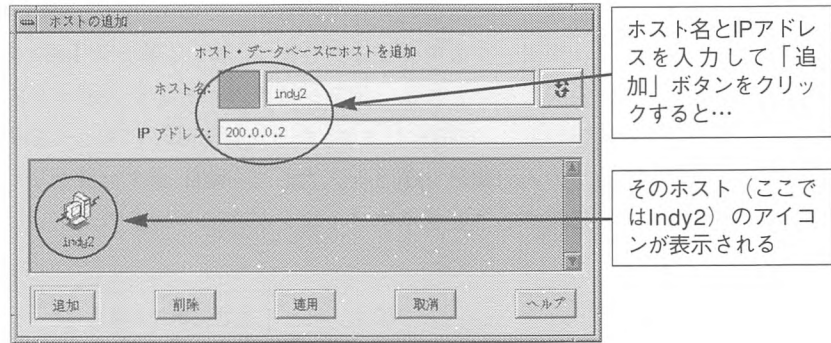 ホストの追加
ホスト・データベースにホストを追加
ホスト名:
indy2
IP アドレス:
200.0.0.2
indy2
追加
削除
適用
取消
ヘルプ
ホスト名とIPアドレ
スを入力して「追
加」ボタンをクリッ
クすると…
そのホスト（ここで
はIndy2）のアイコ
ンが表示される